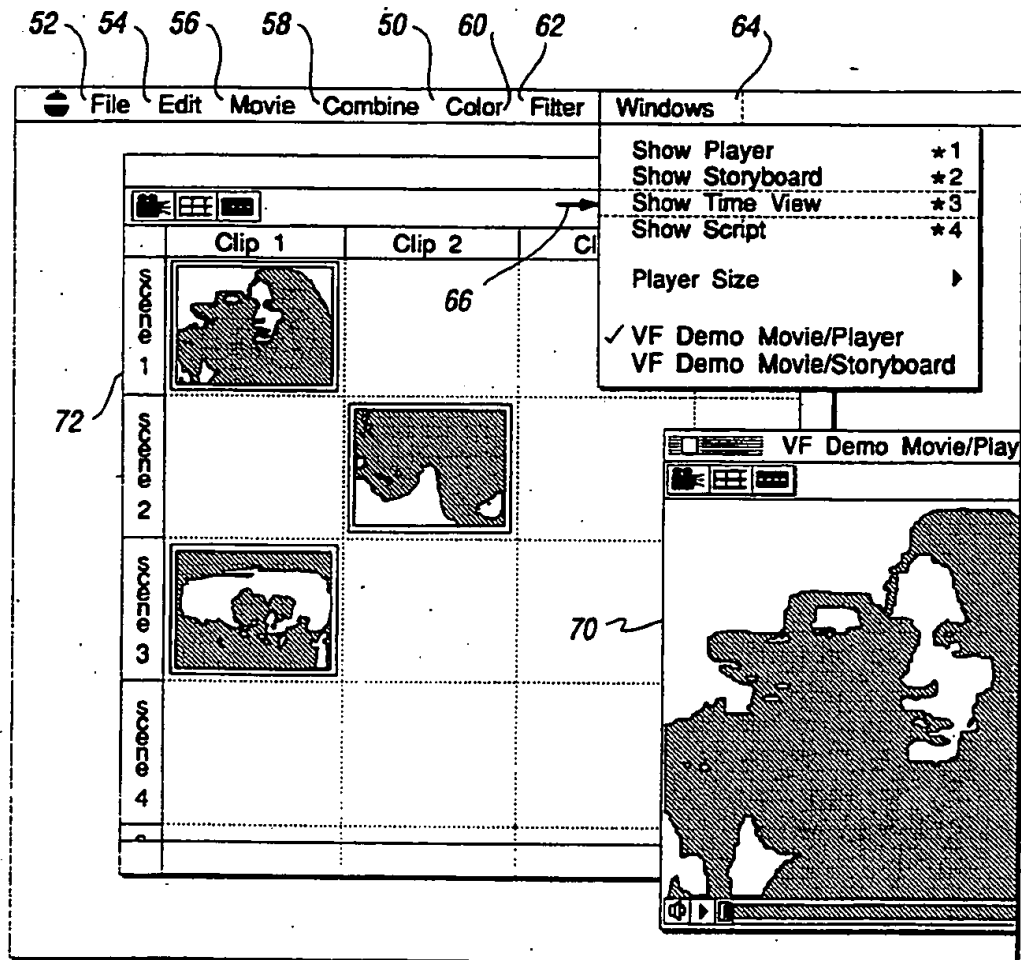 52 54 56 58 50 60 62 64
File Edit Movie Combine Color Filter Windows
Show Player *1
Show Storyboard *2
Show Time View *3
Show Script *4
Player Size
✓ VF Demo Movie/Player
VF Demo Movie/Storyboard
66
Clip 1 Clip 2 Cl
scene 1
72
scene 2
scene 3
scene 4
VF Demo Movie/Play
70